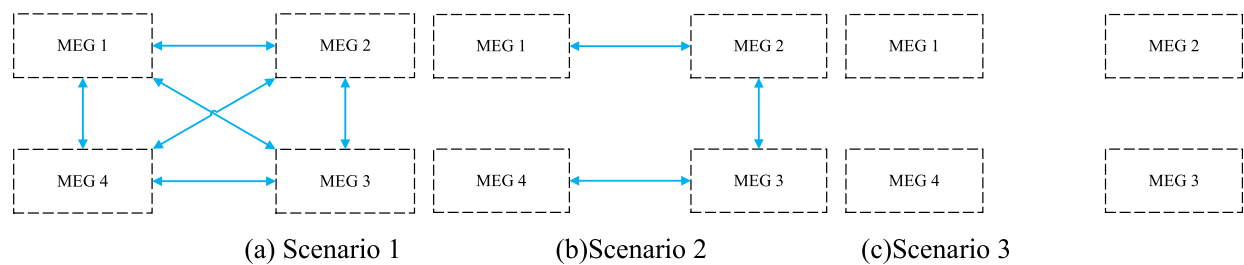 MEG 1
MEG 2
MEG 4
MEG 3
(a) Scenario 1
MEG 1
MEG 2
MEG 4
MEG 3
(b)Scenario 2
MEG 1
MEG 2
MEG 4
MEG 3
(c)Scenario 3